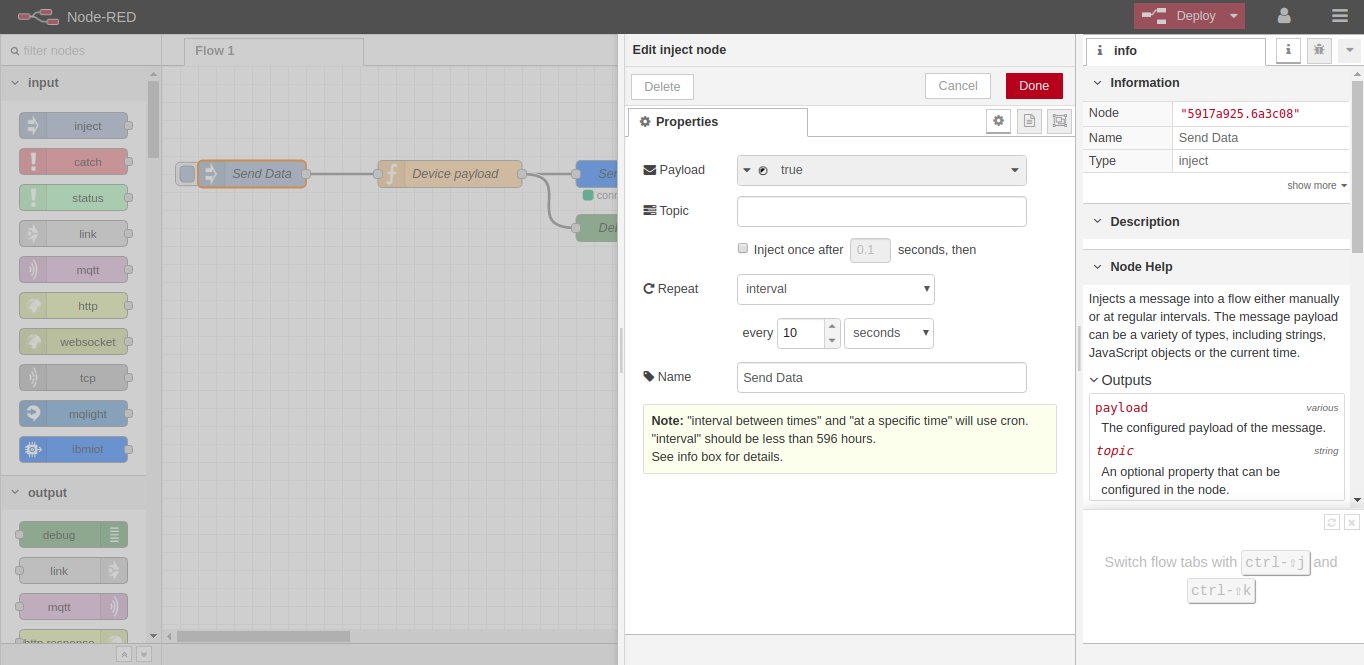 Node-RED
Deploy
filter nodes
input
inject
catch
status
link
mqtt
http
websocket
tcp
mqlight
ibmiot
output
debug
link
mqtt
http response
Flow 1
Send Data
Device payload
Edit inject node
Delete
Cancel
Done
Properties
Payload
true
Topic
Inject once after 0.1 seconds, then
Repeat
interval
every 10 seconds
Name
Send Data
Note: "interval between times" and "at a specific time" will use cron.
"interval" should be less than 596 hours.
See info box for details.
info
Information
Node "5917a925.6a3c08"
Name Send Data
Type inject
show more
Description
Node Help
Injects a message into a flow either manually
or at regular intervals. The message payload
can be a variety of types, including strings,
JavaScript objects or the current time.
Outputs
payload various
The configured payload of the message.
topic string
An optional property that can be
configured in the node.
Switch flow tabs with ctrl-⇧j and
ctrl-⇧k